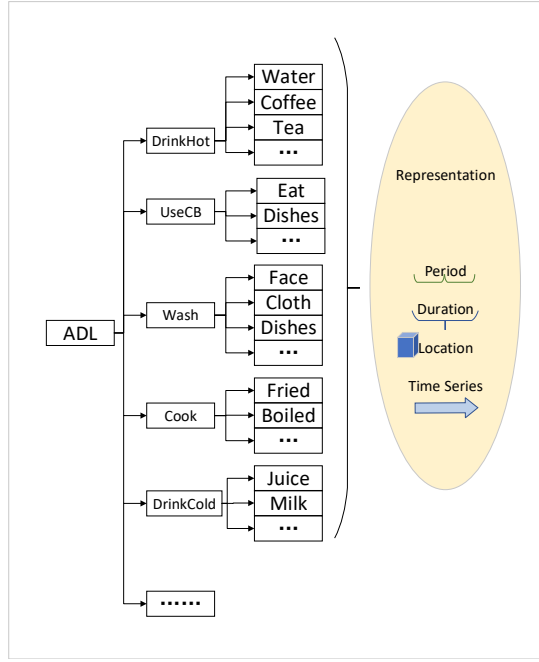 ADL
DrinkHot
Water
Coffee
Tea
...
UseCB
Eat
Dishes
...
Wash
Face
Cloth
Dishes
...
Cook
Fried
Boiled
...
DrinkCold
Juice
Milk
...
......
Representation
Period
Duration
Location
Time Series